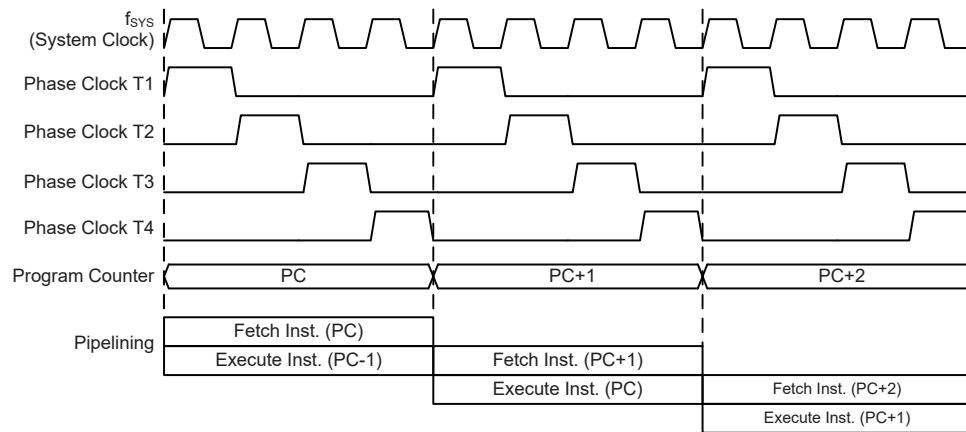 fSYS
(System Clock)
Phase Clock T1
Phase Clock T2
Phase Clock T3
Phase Clock T4
Program Counter PC PC+1 PC+2
Pipelining
Fetch Inst. (PC)
Execute Inst. (PC-1) Fetch Inst. (PC+1)
Execute Inst. (PC) Fetch Inst. (PC+2)
Execute Inst. (PC+1)